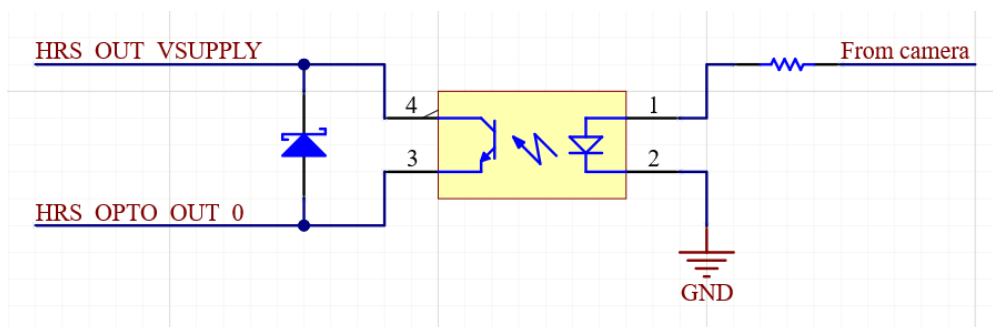 HRS OUT VSUPPLY
From camera
4
1
3
2
HRS OPTO OUT 0
GND